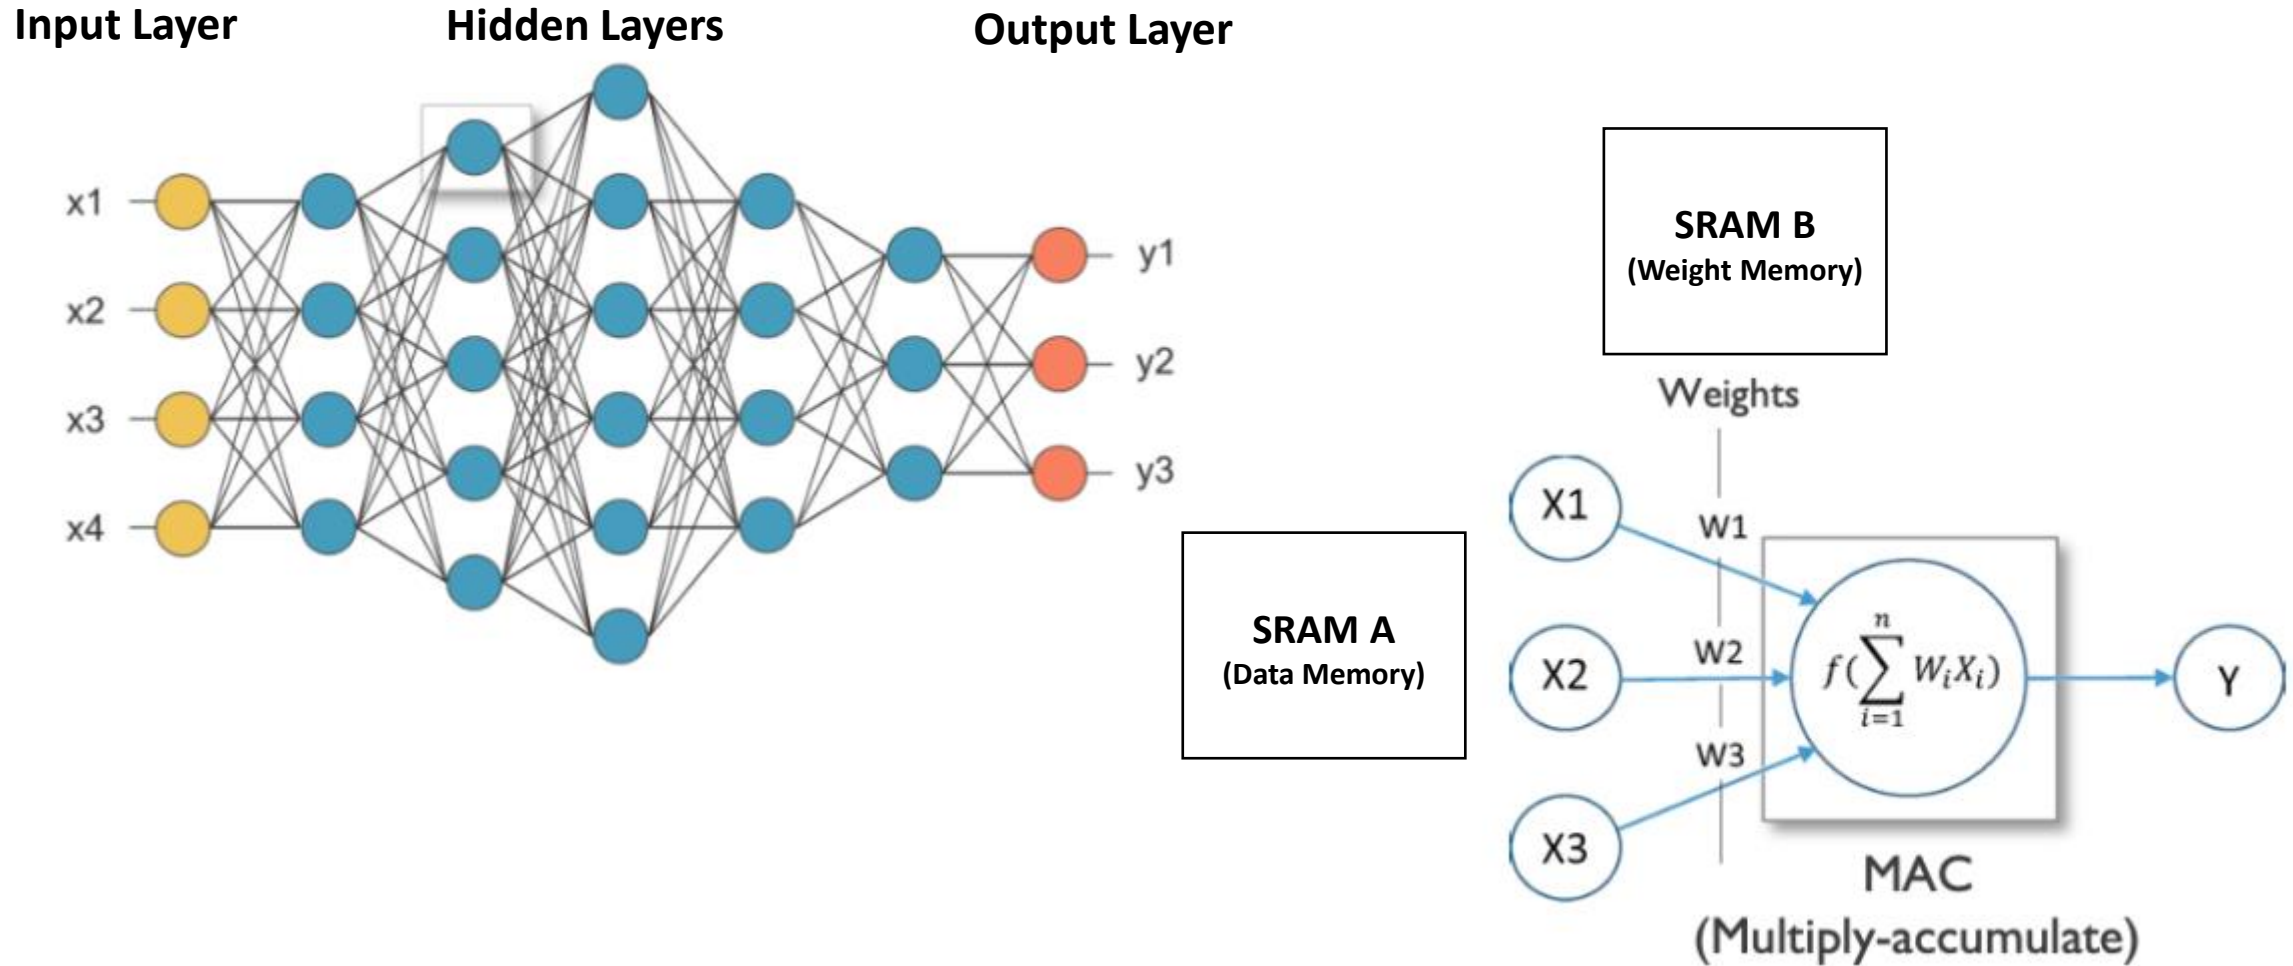 Input Layer
Hidden Layers
Output Layer
x1
x2
x3
x4
y1
y2
y3
SRAM A
(Data Memory)
SRAM B
(Weight Memory)
Weights
X1
X2
X3
W1
W2
W3
f(∑ᵢ₌₁ⁿ WᵢXᵢ)
Y
MAC
(Multiply-accumulate)